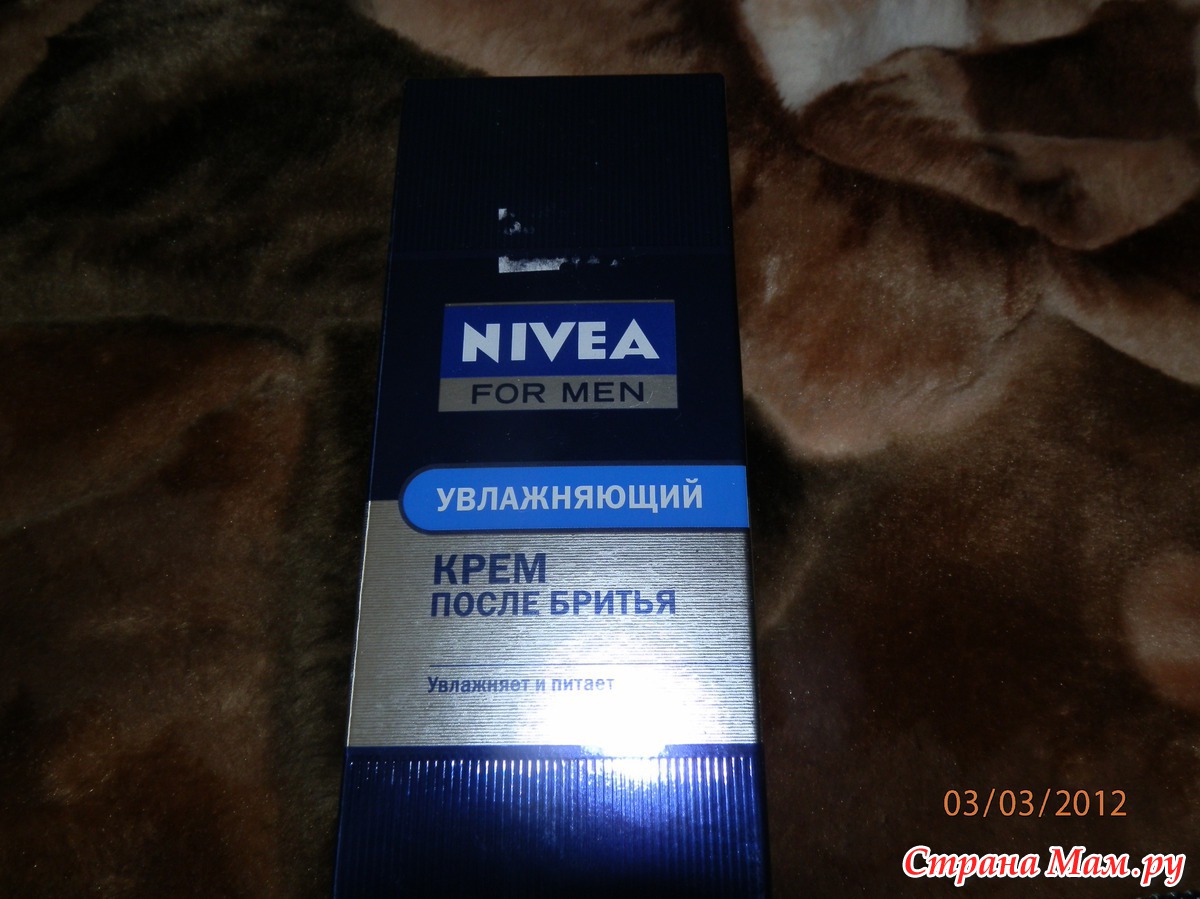 NIVEA
FOR MEN
УВЛАЖНЯЮЩИЙ
КРЕМ
ПОСЛЕ БРИТЬЯ
Увлажняет и питает
03/03/2012
Страна Мам.ру